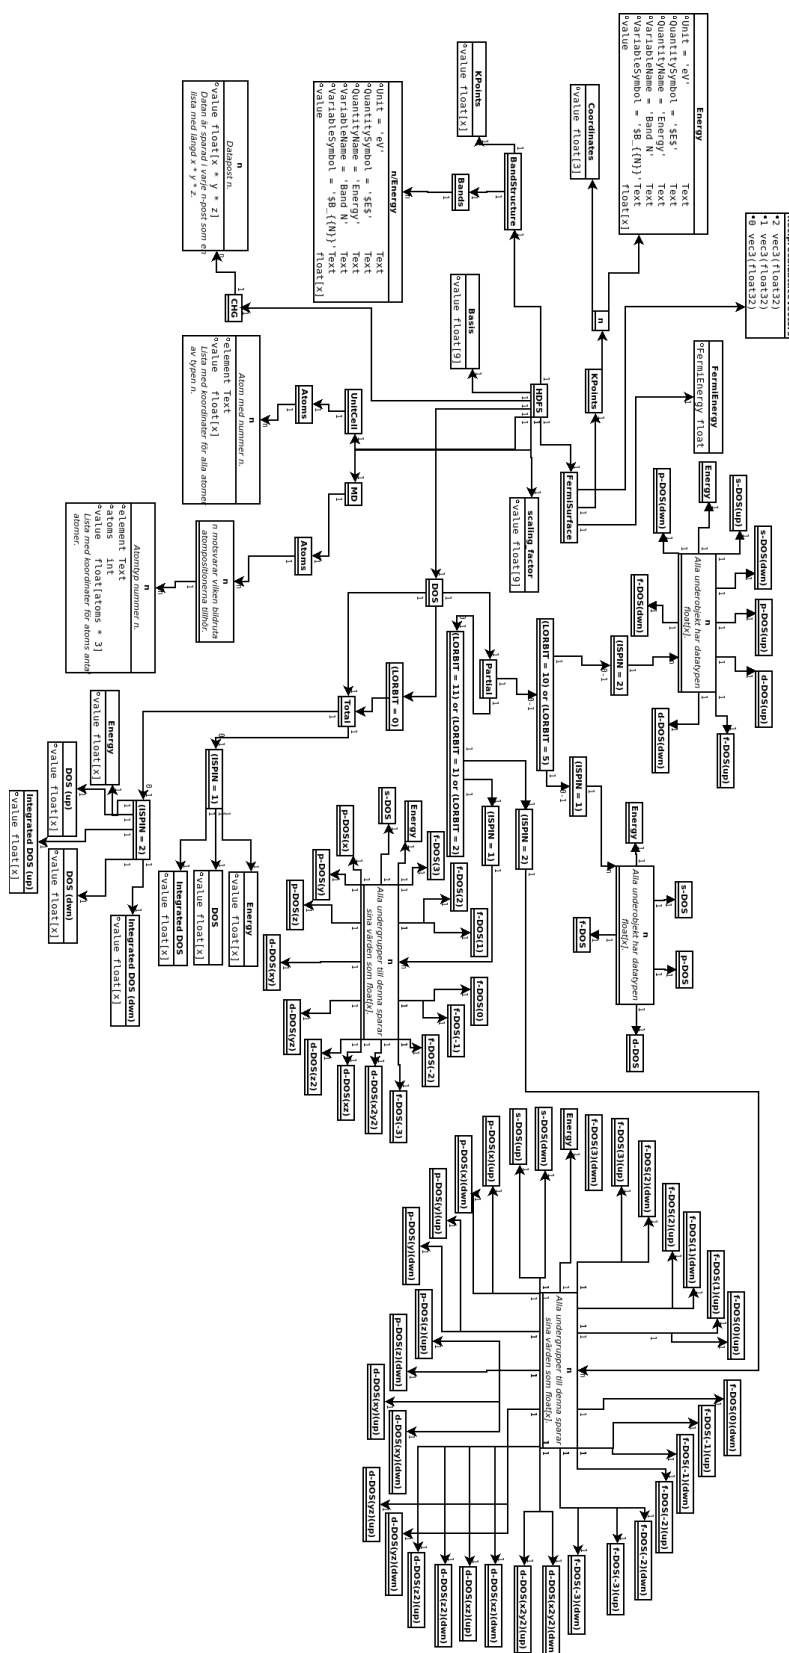 Energy
°Unit = 'eV' Text
°QuantitySymbol = '$E$' Text
°QuantityName = 'Energy' Text
°VariableName = 'Band N' Text
°VariableSymbol = '$B_{{N}}' Text
°value float[x]
•2 vec3(float32)
•1 vec3(float32)
•0 vec3(float32)
Coordinates
°value float[3]
n
KPoints
FermiEnergy
°FermiEnergy float
FermiSurface
KPoints
°value float[x]
BandStructure
Bands
n/Energy
°Unit = 'eV' Text
°QuantitySymbol = '$E$' Text
°QuantityName = 'Energy' Text
°VariableName = 'Band N' Text
°VariableSymbol = '$B_{{N}}' Text
°value float[x]
Basis
°value float[9]
HDF5
scaling factor
°value float[9]
n
Datapost n.
°value float[x * y * z]
Datan är sparad i varje n-post som en
lista med längd x * y * z.
CHG
UnitCell
Atoms
n
Atom med nummer n.
°element Text
°value float[x]
Lista med koordinater för alla atomer
av typen n.
MD
Atoms
n
n motsvarar vilken bildruta
atompositionerna tillhör.
n
Atomtyp nummer n.
°element Text
°atoms int
°value float[atoms * 3]
Lista med koordinater för atoms antal
atomer.
DOS
Partial
(LORBIT = 10) or (LORBIT = 5)
(ISPIN = 2)
n
Alla underobjekt har datatypen
float[x].
p-DOS(dwn)
Energy
s-DOS(up)
s-DOS(dwn)
p-DOS(up)
d-DOS(up)
f-DOS(up)
d-DOS(dwn)
f-DOS(dwn)
(ISPIN = 1)
n
Alla underobjekt har datatypen
float[x].
Energy
s-DOS
p-DOS
d-DOS
f-DOS
(LORBIT = 11) or (LORBIT = 1) or (LORBIT = 2)
(ISPIN = 1)
(ISPIN = 2)
(LORBIT = 0)
Total
(ISPIN = 1)
Energy
°value float[x]
DOS
°value float[x]
Integrated DOS
°value float[x]
(ISPIN = 2)
Energy
°value float[x]
DOS (up)
°value float[x]
Integrated DOS (up)
°value float[x]
DOS (dwn)
°value float[x]
Integrated DOS (dwn)
°value float[x]
n
Alla undergrupper till denna sparar
sina värden som float[x].
Energy
s-DOS
p-DOS(x)
p-DOS(y)
p-DOS(z)
d-DOS(xy)
d-DOS(yz)
d-DOS(z2)
d-DOS(xz)
d-DOS(x2y2)
f-DOS(-3)
f-DOS(-2)
f-DOS(-1)
f-DOS(0)
f-DOS(1)
f-DOS(2)
f-DOS(3)
n
Alla undergrupper till denna sparar
sina värden som float[x].
Energy
s-DOS(dwn)
s-DOS(up)
p-DOS(x)(up)
p-DOS(x)(dwn)
p-DOS(y)(up)
p-DOS(y)(dwn)
p-DOS(z)(up)
p-DOS(z)(dwn)
d-DOS(xy)(up)
d-DOS(xy)(dwn)
d-DOS(yz)(up)
d-DOS(yz)(dwn)
d-DOS(z2)(up)
d-DOS(z2)(dwn)
d-DOS(xz)(up)
d-DOS(xz)(dwn)
d-DOS(x2y2)(up)
d-DOS(x2y2)(dwn
f-DOS(-3)(dwn)
f-DOS(-3)(up)
f-DOS(-2)(dwn)
f-DOS(-2)(up)
f-DOS(-1)(dwn)
f-DOS(-1)(up)
f-DOS(0)(dwn)
f-DOS(0)(up)
f-DOS(1)(up)
f-DOS(1)(dwn)
f-DOS(2)(up)
f-DOS(2)(dwn)
f-DOS(3)(up)
f-DOS(3)(dwn)